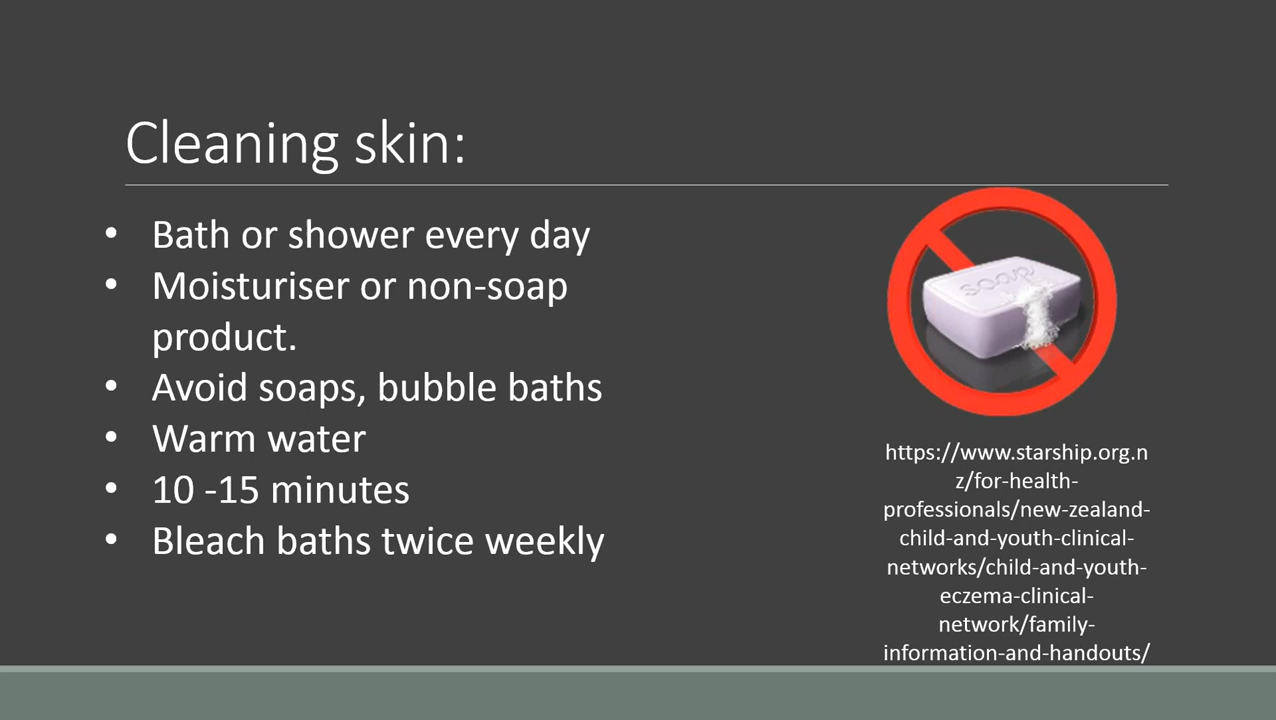 Cleaning skin:
• Bath or shower every day
• Moisturiser or non-soap
product.
• Avoid soaps, bubble baths
• Warm water
• 10 -15 minutes
• Bleach baths twice weekly
soap
https://www.starship.org.n
z/for-health-
professionals/new-zealand-
child-and-youth-clinical-
networks/child-and-youth-
eczema-clinical-
network/family-
information-and-handouts/